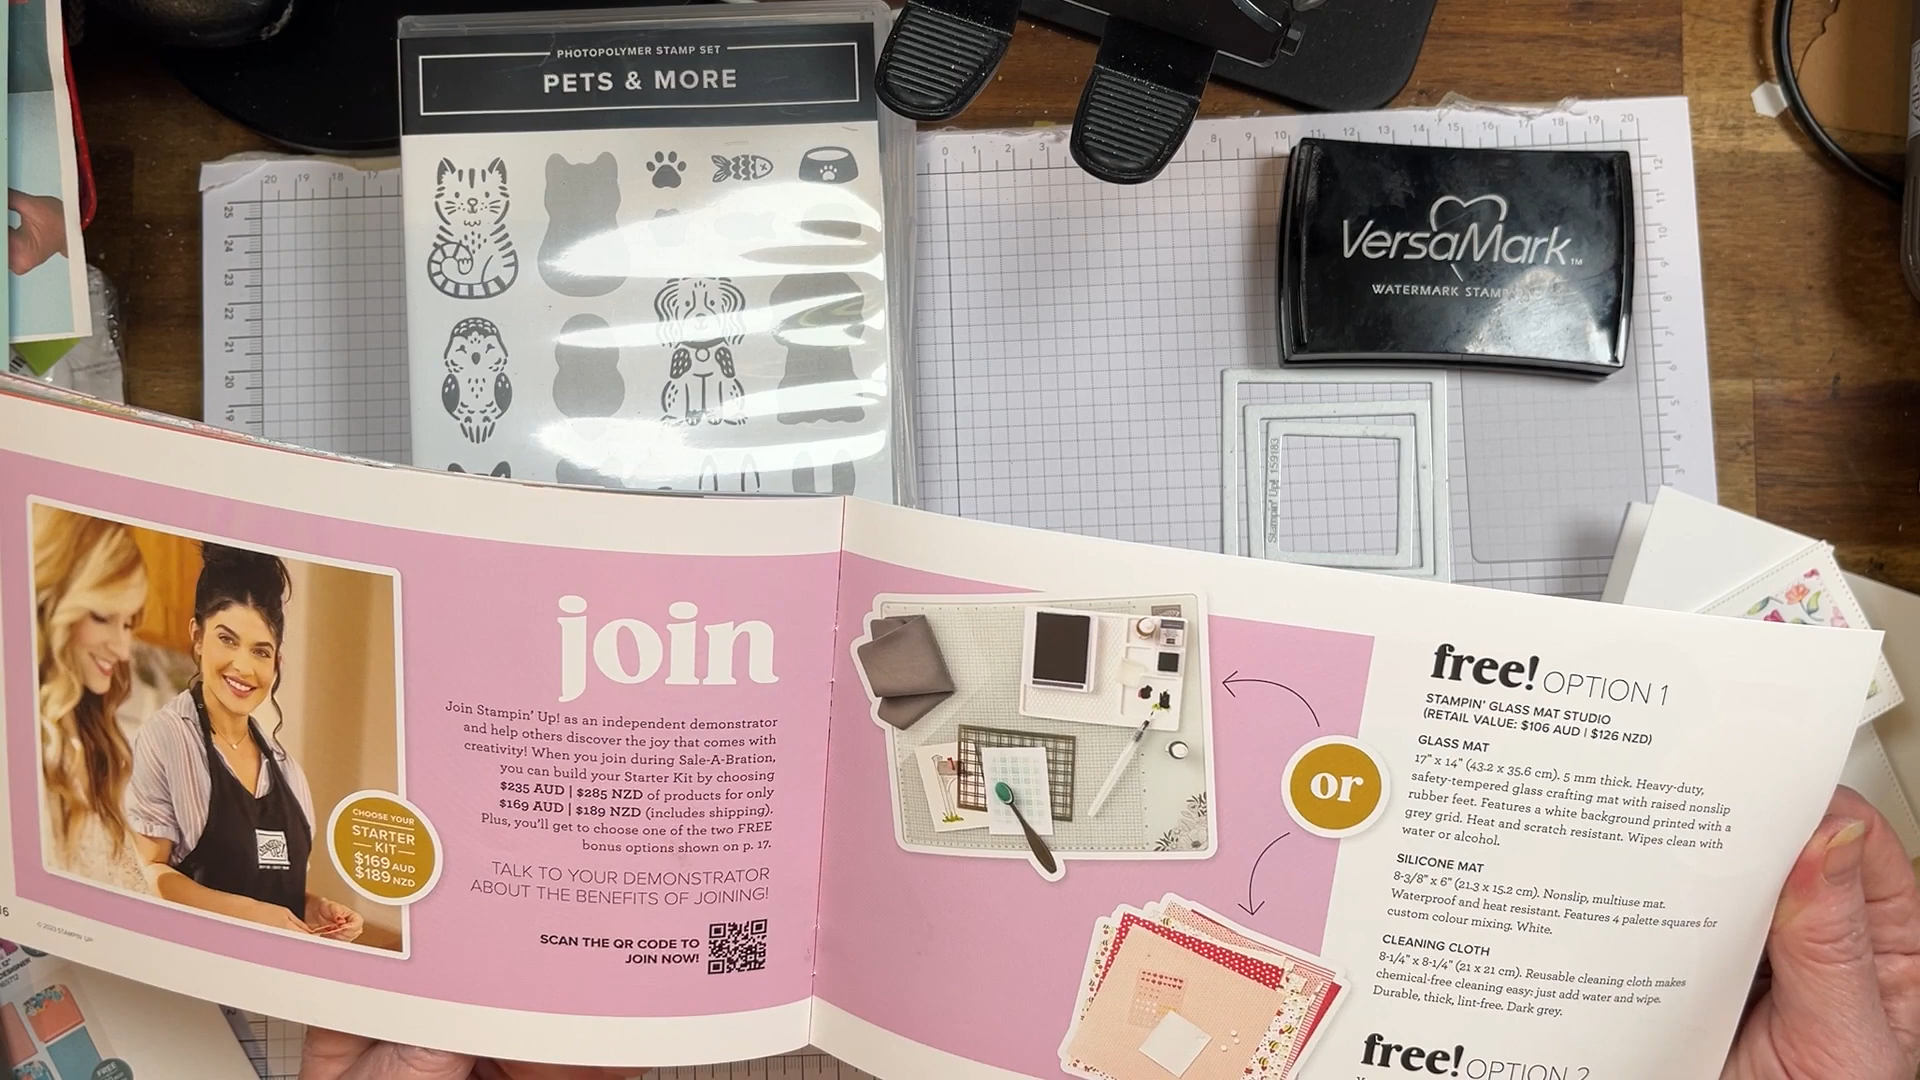 PHOTOPOLYMER STAMP SET
PETS & MORE
VERSAMARK™
WATERMARK
Stampin' Up! 159183
join
Join Stampin' Up! as an independent demonstrator
and help others discover the joy that comes with
creativity! When you join during Sale-A-Bration,
you can build your Starter Kit by choosing
$235 AUD | $285 NZD of products for only
$169 AUD | $189 NZD (includes shipping).
Plus, you'll get to choose one of the two FREE
bonus options shown on p. 17.
TALK TO YOUR DEMONSTRATOR
ABOUT THE BENEFITS OF JOINING!
SCAN THE QR CODE TO
JOIN NOW!
CHOOSE YOUR
STARTER
KIT
$169 AUD
$189 NZD
© 2023 STAMPIN' UP!
or
free! OPTION 1
STAMPIN' GLASS MAT STUDIO
(RETAIL VALUE: $106 AUD | $126 NZD)
GLASS MAT
17" x 14" (43.2 x 35.6 cm). 5 mm thick. Heavy-duty,
safety-tempered glass crafting mat with raised nonslip
rubber feet. Features a white background printed with a
grey grid. Heat and scratch resistant. Wipes clean with
water or alcohol.
SILICONE MAT
8-3/8" x 6" (21.3 x 15.2 cm). Nonslip, multiuse mat.
Waterproof and heat resistant. Features 4 palette squares for
custom colour mixing. White.
CLEANING CLOTH
8-1/4" x 8-1/4" (21 x 21 cm). Reusable cleaning cloth makes
chemical-free cleaning easy; just add water and wipe.
Durable, thick, lint-free. Dark grey.
free! OPTION 2
FREE